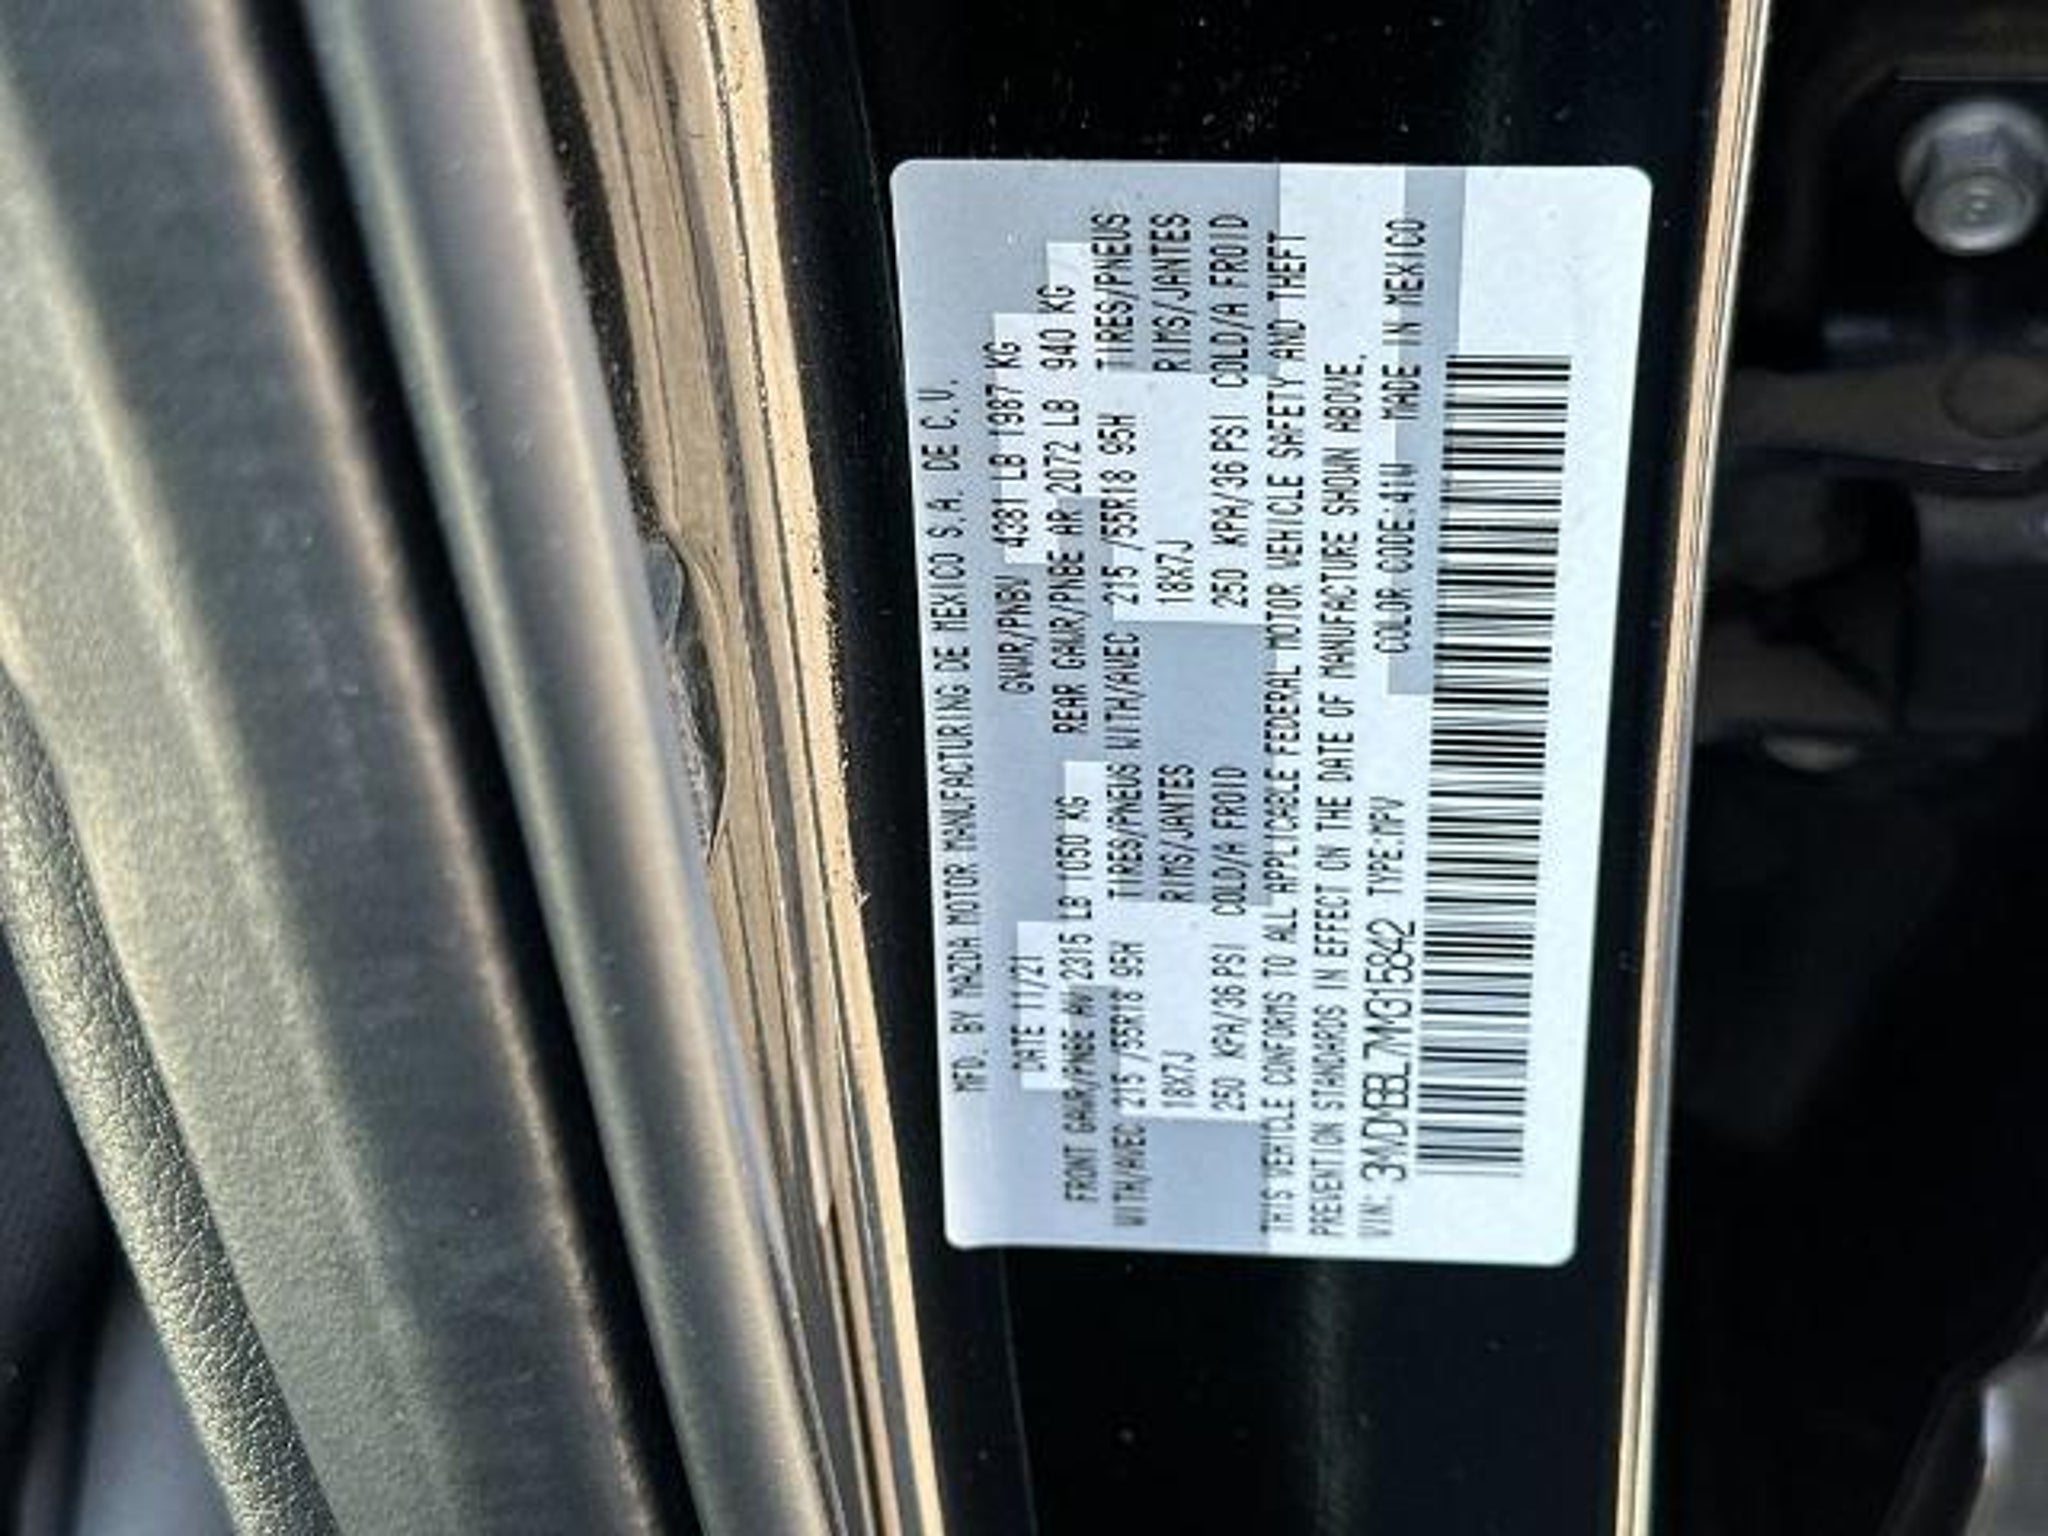 MFD. BY MAZDA MOTOR MANUFACTURING DE MEXICO S.A. DE C.V.
DATE 11/21 GVWR/PNBV 4381 LB 1987 KG
FRONT GAWR/PNBE AV 2315 LB 1050 KG REAR GAWR/PNBE AR 2072 LB 940 KG
WITH/AVEC 215 /55R18 95H TIRES/PNEUS WITH/AVEC 215 /55R18 95H TIRES/PNEUS
18X7J RIMS/JANTES 18X7J RIMS/JANTES
250 KPA/36 PSI COLD/A FROID 250 KPA/36 PSI COLD/A FROID
THIS VEHICLE CONFORMS TO ALL APPLICABLE FEDERAL MOTOR VEHICLE SAFETY AND THEFT
PREVENTION STANDARDS IN EFFECT ON THE DATE OF MANUFACTURE SHOWN ABOVE.
VIN: 3MVDMBBL7NM315842 TYPE:MPV COLOR CODE.41W MADE IN MEXICO